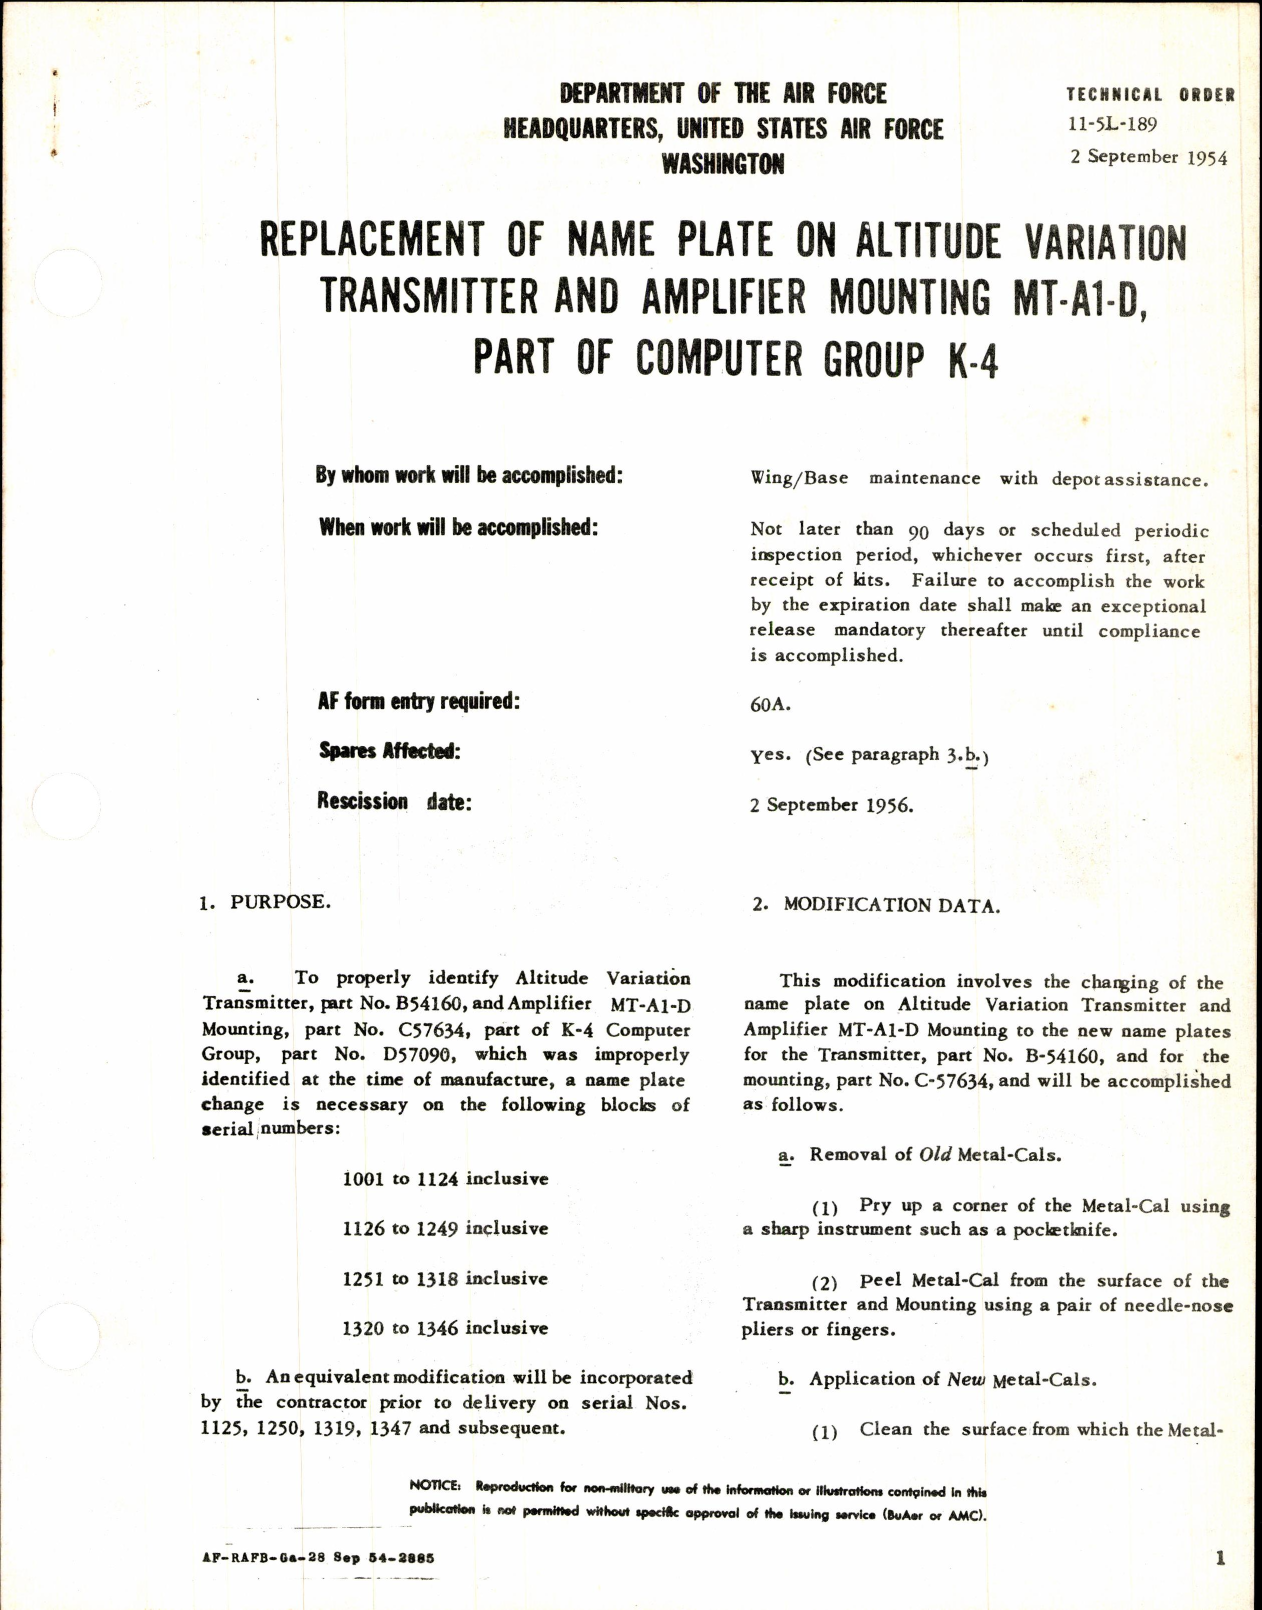 DEPARTMENT OF THE AIR FORCE
HEADQUARTERS, UNITED STATES AIR FORCE
WASHINGTON
TECHNICAL ORDER
11-5L-189
2 September 1954
REPLACEMENT OF NAME PLATE ON ALTITUDE VARIATION
TRANSMITTER AND AMPLIFIER MOUNTING MT-A1-D,
PART OF COMPUTER GROUP K-4
By whom work will be accomplished:
Wing/Base maintenance with depot assistance.
When work will be accomplished:
Not later than 90 days or scheduled periodic
inspection period, whichever occurs first, after
receipt of kits. Failure to accomplish the work
by the expiration date shall make an exceptional
release mandatory thereafter until compliance
is accomplished.
AF form entry required:
60A.
Spares Affected:
Yes. (See paragraph 3.b.)
Rescission date:
2 September 1956.
1. PURPOSE.
a. To properly identify Altitude Variation
Transmitter, part No. B54160, and Amplifier MT-A1-D
Mounting, part No. C57634, part of K-4 Computer
Group, part No. D57090, which was improperly
identified at the time of manufacture, a name plate
change is necessary on the following blocks of
serial numbers:
1001 to 1124 inclusive
1126 to 1249 inclusive
1251 to 1318 inclusive
1320 to 1346 inclusive
b. An equivalent modification will be incorporated
by the contractor prior to delivery on serial Nos.
1125, 1250, 1319, 1347 and subsequent.
2. MODIFICATION DATA.
This modification involves the changing of the
name plate on Altitude Variation Transmitter and
Amplifier MT-A1-D Mounting to the new name plates
for the Transmitter, part No. B-54160, and for the
mounting, part No. C-57634, and will be accomplished
as follows.
a. Removal of Old Metal-Cals.
(1) Pry up a corner of the Metal-Cal using
a sharp instrument such as a pocketknife.
(2) Peel Metal-Cal from the surface of the
Transmitter and Mounting using a pair of needle-nose
pliers or fingers.
b. Application of New Metal-Cals.
(1) Clean the surface from which the Metal-
NOTICE: Reproduction for non-military use of the information or illustrations contained in this
publication is not permitted without specific approval of the issuing service (BuAer or AMC).
AF-RAFB-Ga-28 Sep 54-2885
1